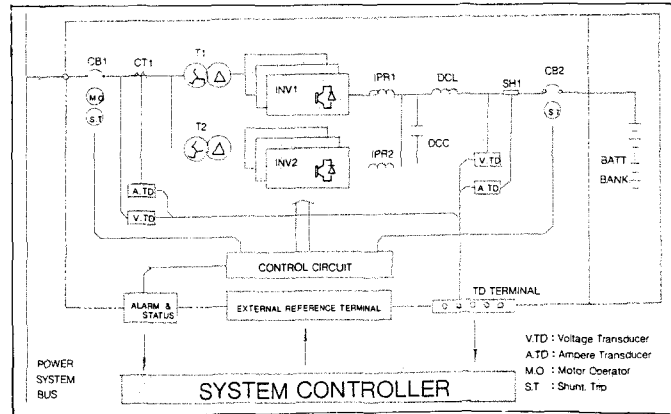 T1
CB1
CT1
IPR1
DCL
SH1
CB2
INV1
M.O
S.T
S.t
T2
DCC
INV2
IPR2
V.TD
BATT
BANK
A.TD
A.TD
V.TD
CONTROL CIRCUIT
TD TERMINAL
ALARM &
STATUS
EXTERNAL REFERENCE TERMINAL
V.TD : Voltage Transducer
A.TD : Ampere Transducer
M.O : Motor Operator
S.T : Shunt. Trip
POWER
SYSTEM
BUS
SYSTEM CONTROLLER